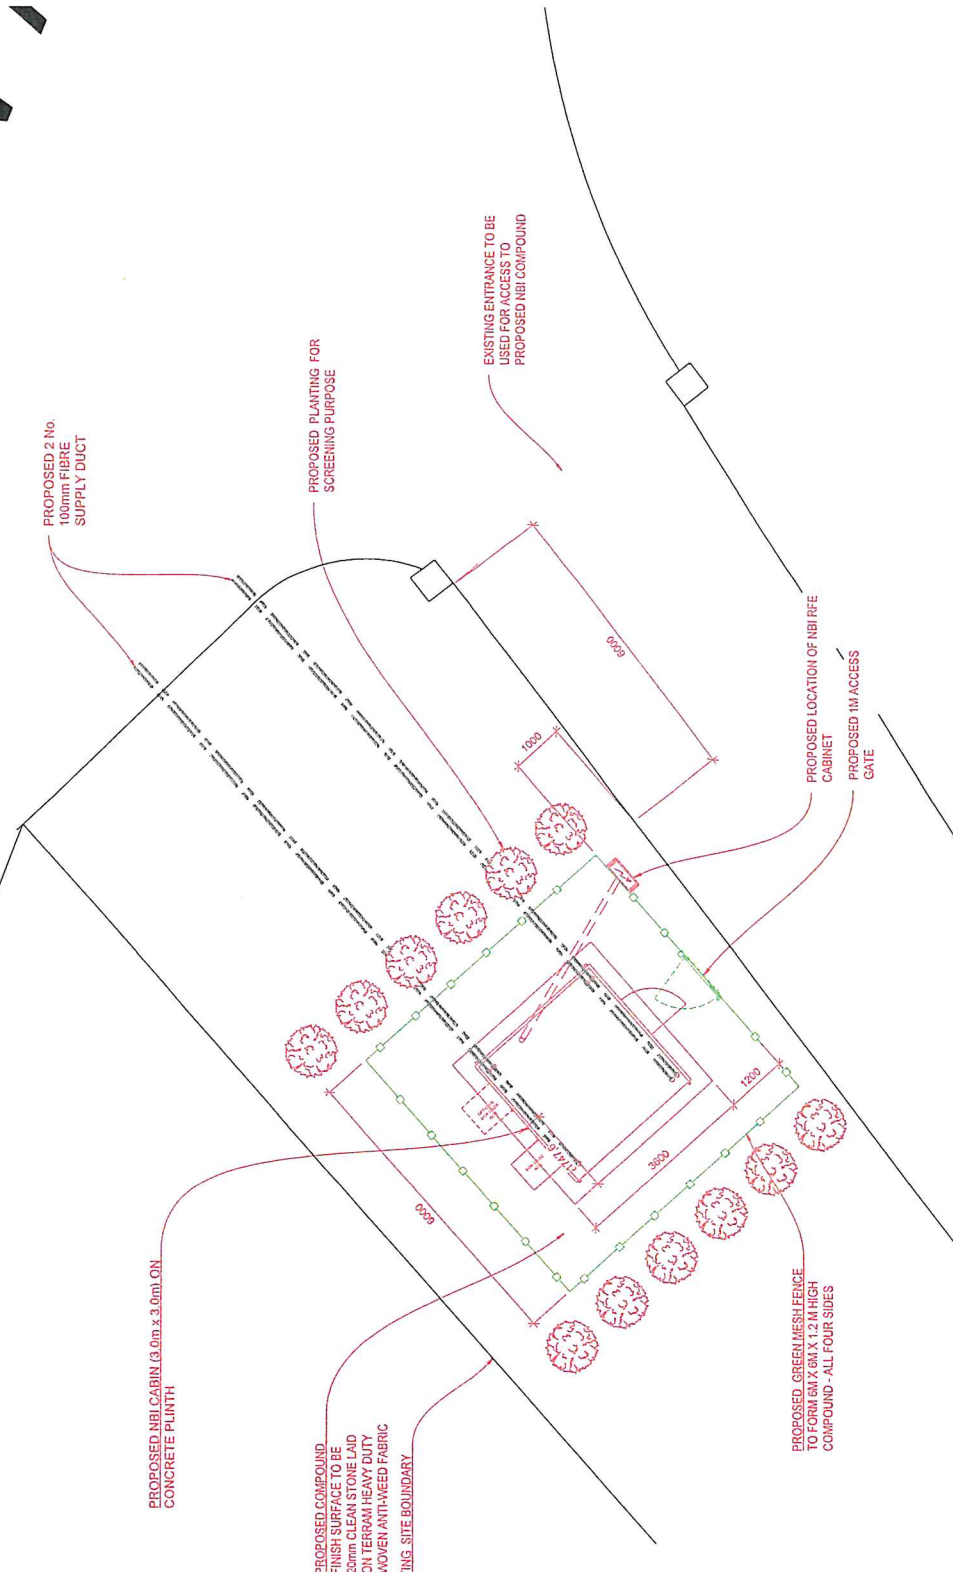 PROPOSED 2 No.
100mm FIBRE
SUPPLY DUCT
PROPOSED PLANTING FOR
SCREENING PURPOSE
EXISTING ENTRANCE TO BE
USED FOR ACCESS TO
PROPOSED NBI COMPOUND
6000
1000
PROPOSED LOCATION OF NBI RFE
CABINET
PROPOSED 1M ACCESS
GATE
1200
3600
6000
PROPOSED NBI CABIN (3.0m x 3.0m) ON
CONCRETE PLINTH
PROPOSED COMPOUND
FINISH SURFACE TO BE
20mm CLEAN STONE LAID
ON TERRAM HEAVY DUTY
WOVEN ANTI-WEED FABRIC
TING SITE BOUNDARY
PROPOSED GREEN MESH FENCE
TO FORM 6M X 6M X 1.2 M HIGH
COMPOUND - ALL FOUR SIDES